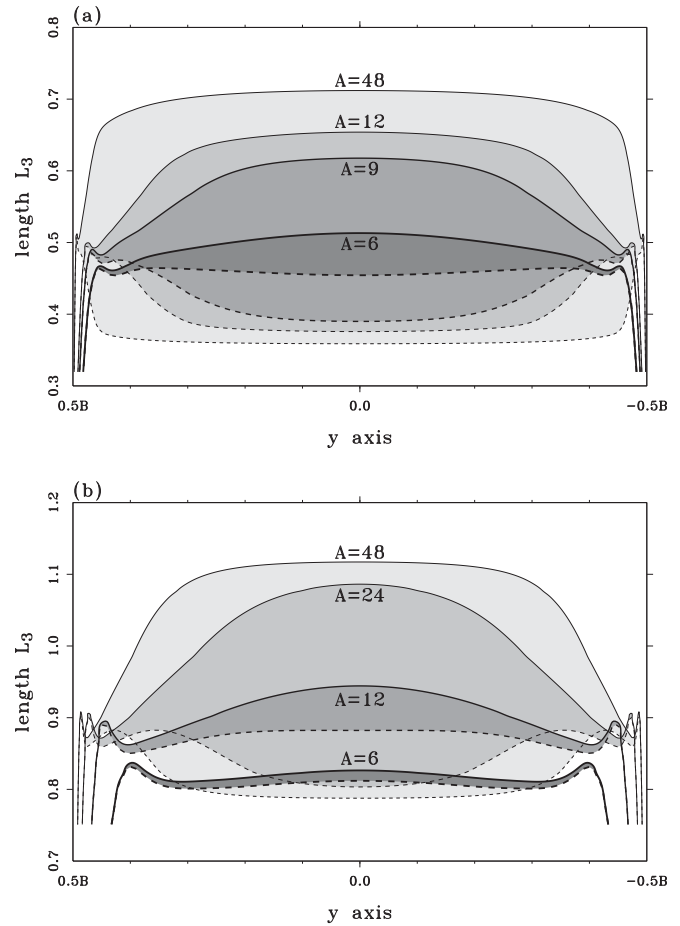 (a)
0.8
0.7
0.6
0.5
0.4
0.3
length L3
A=48
A=12
A=9
A=6
0.5B 0.0 -0.5B
y axis
(b)
1.2
1.1
1.0
0.9
0.8
0.7
length L3
A=48
A=24
A=12
A=6
0.5B 0.0 -0.5B
y axis